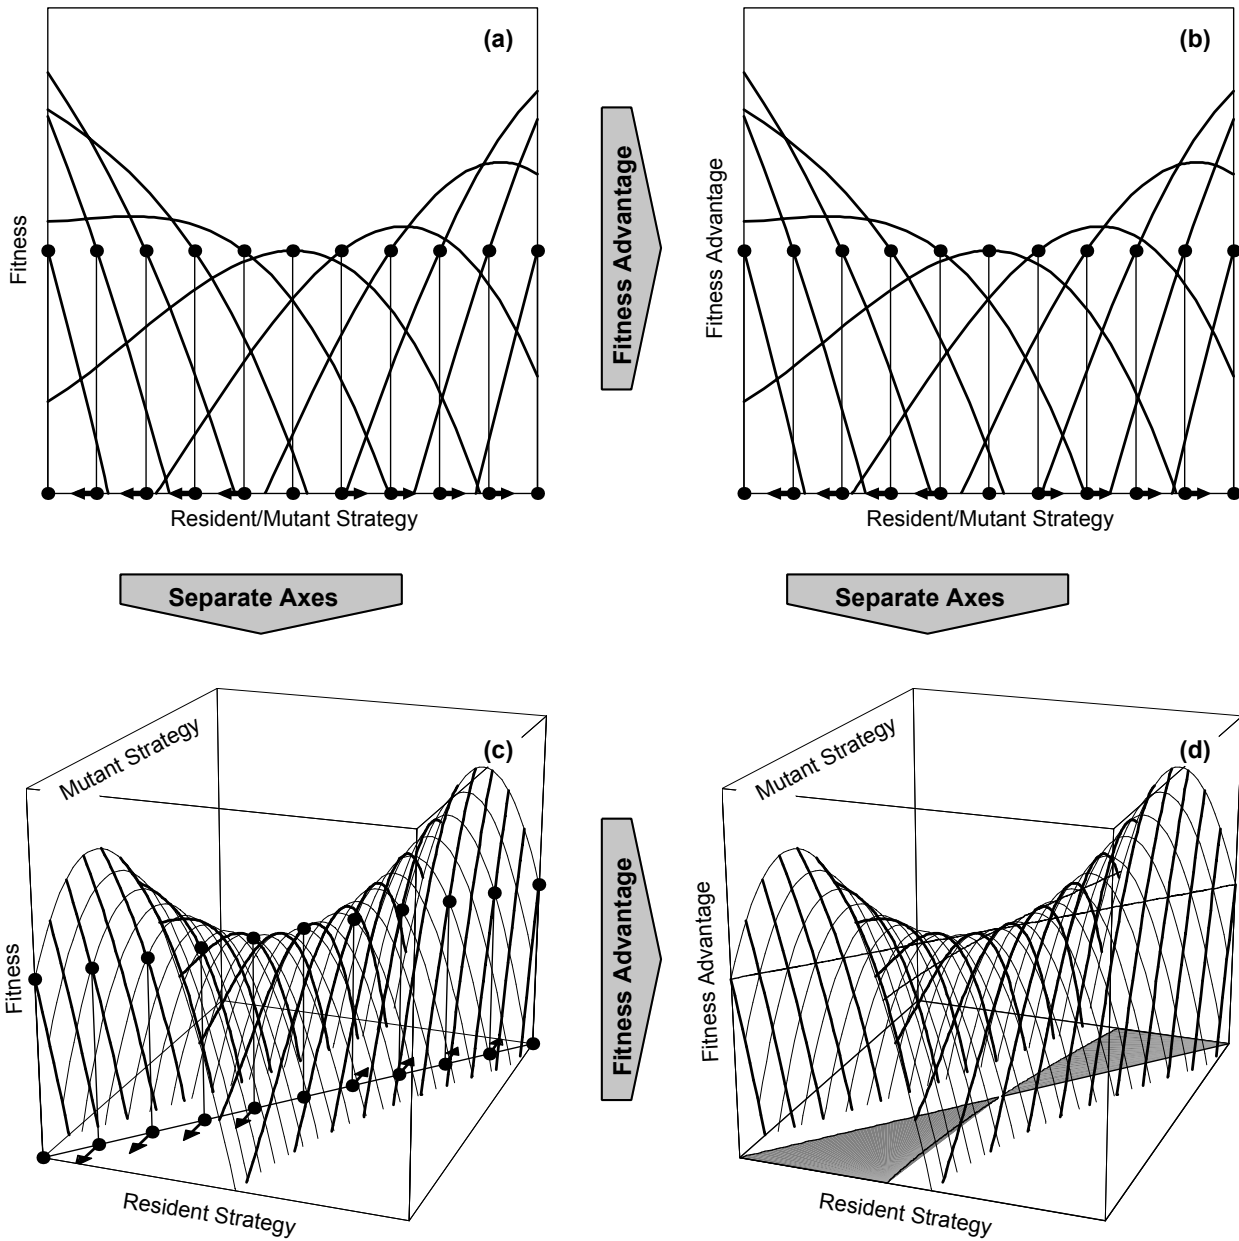 (a)
Fitness
Resident/Mutant Strategy
Fitness Advantage
(b)
Fitness Advantage
Resident/Mutant Strategy
Separate Axes
Separate Axes
(c)
Mutant Strategy
Fitness
Resident Strategy
Fitness Advantage
(d)
Mutant Strategy
Fitness Advantage
Resident Strategy